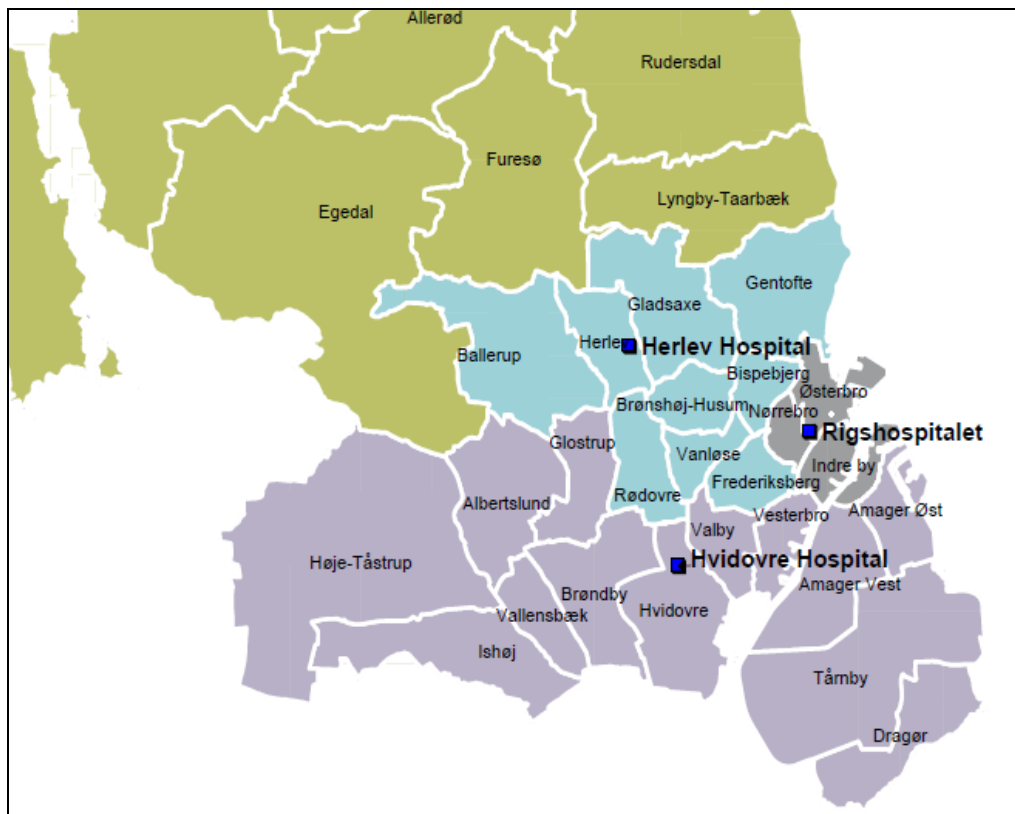 Allerød
Rudersdal
Furesø
Lyngby-Taarbæk
Egedal
Gentofte
Gladsaxe
Herlev
Herlev Hospital
Ballerup
Bispebjerg
Østerbro
Brønshøj-Husum
Nørrebro
Rigshospitalet
Glostrup
Vanløse
Indre by
Frederiksberg
Rødovre
Albertslund
Amager Øst
Vesterbro
Valby
Hvidovre Hospital
Høje-Tåstrup
Amager Vest
Brøndby
Vallensbæk
Hvidovre
Ishøj
Tårnby
Dragør